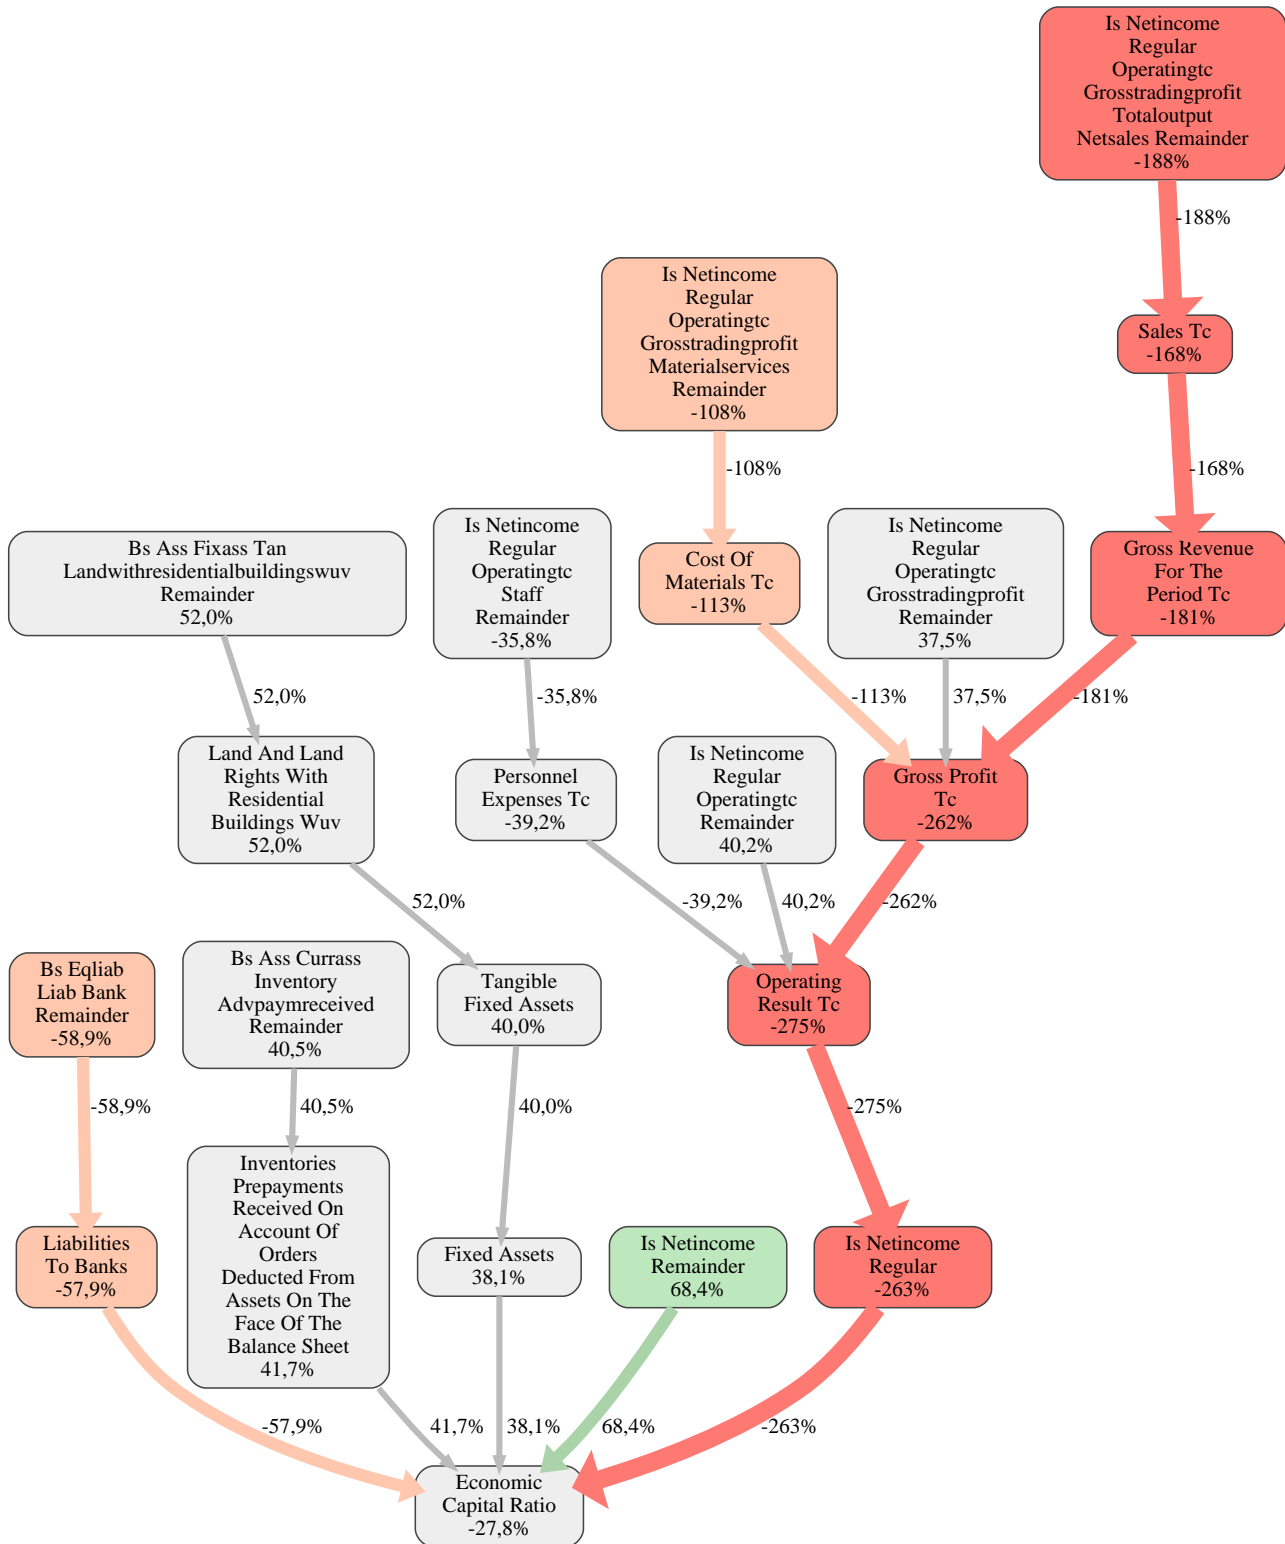 Is Netincome
Regular
Operatingtc
Grosstradingprofit
Totaloutput
Netsales Remainder
-188%
-188%
Is Netincome
Regular
Operatingtc
Grosstradingprofit
Materialservices
Remainder
-108%
Sales Tc
-168%
-108%
-168%
Bs Ass Fixass Tan
Landwithresidentialbuildingswuv
Remainder
52,0%
Is Netincome
Regular
Operatingtc
Staff
Remainder
-35,8%
Cost Of
Materials Tc
-113%
Is Netincome
Regular
Operatingtc
Grosstradingprofit
Remainder
37,5%
Gross Revenue
For The
Period Tc
-181%
52,0%
-35,8%
-113%
37,5%
-181%
Land And Land
Rights With
Residential
Buildings Wuv
52,0%
Personnel
Expenses Tc
-39,2%
Is Netincome
Regular
Operatingtc
Remainder
40,2%
Gross Profit
Tc
-262%
52,0%
-39,2%
40,2%
-262%
Bs Eqliab
Liab Bank
Remainder
-58,9%
Bs Ass Currass
Inventory
Advpaymreceived
Remainder
40,5%
Tangible
Fixed Assets
40,0%
Operating
Result Tc
-275%
-58,9%
40,5%
40,0%
-275%
Liabilities
To Banks
-57,9%
Inventories
Prepayments
Received On
Account Of
Orders
Deducted From
Assets On The
Face Of The
Balance Sheet
41,7%
Fixed Assets
38,1%
Is Netincome
Remainder
68,4%
Is Netincome
Regular
-263%
-57,9%
41,7%
38,1%
68,4%
-263%
Economic
Capital Ratio
-27,8%